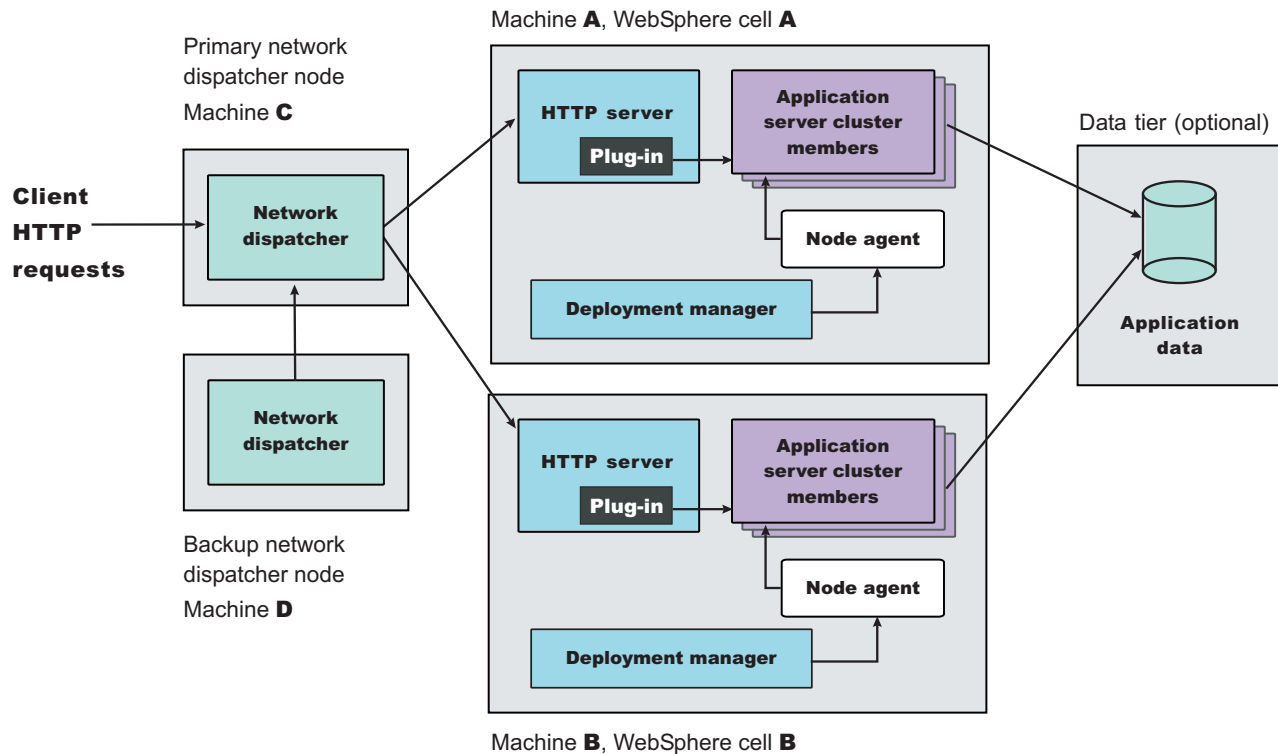 Machine A, WebSphere cell A
Primary network
dispatcher node
Machine C
HTTP server
Plug-in
Application
server cluster
members
Data tier (optional)
Client
HTTP
requests
Network
dispatcher
Node agent
Deployment manager
Application
data
Network
dispatcher
HTTP server
Plug-in
Application
server cluster
members
Backup network
dispatcher node
Machine D
Node agent
Deployment manager
Machine B, WebSphere cell B